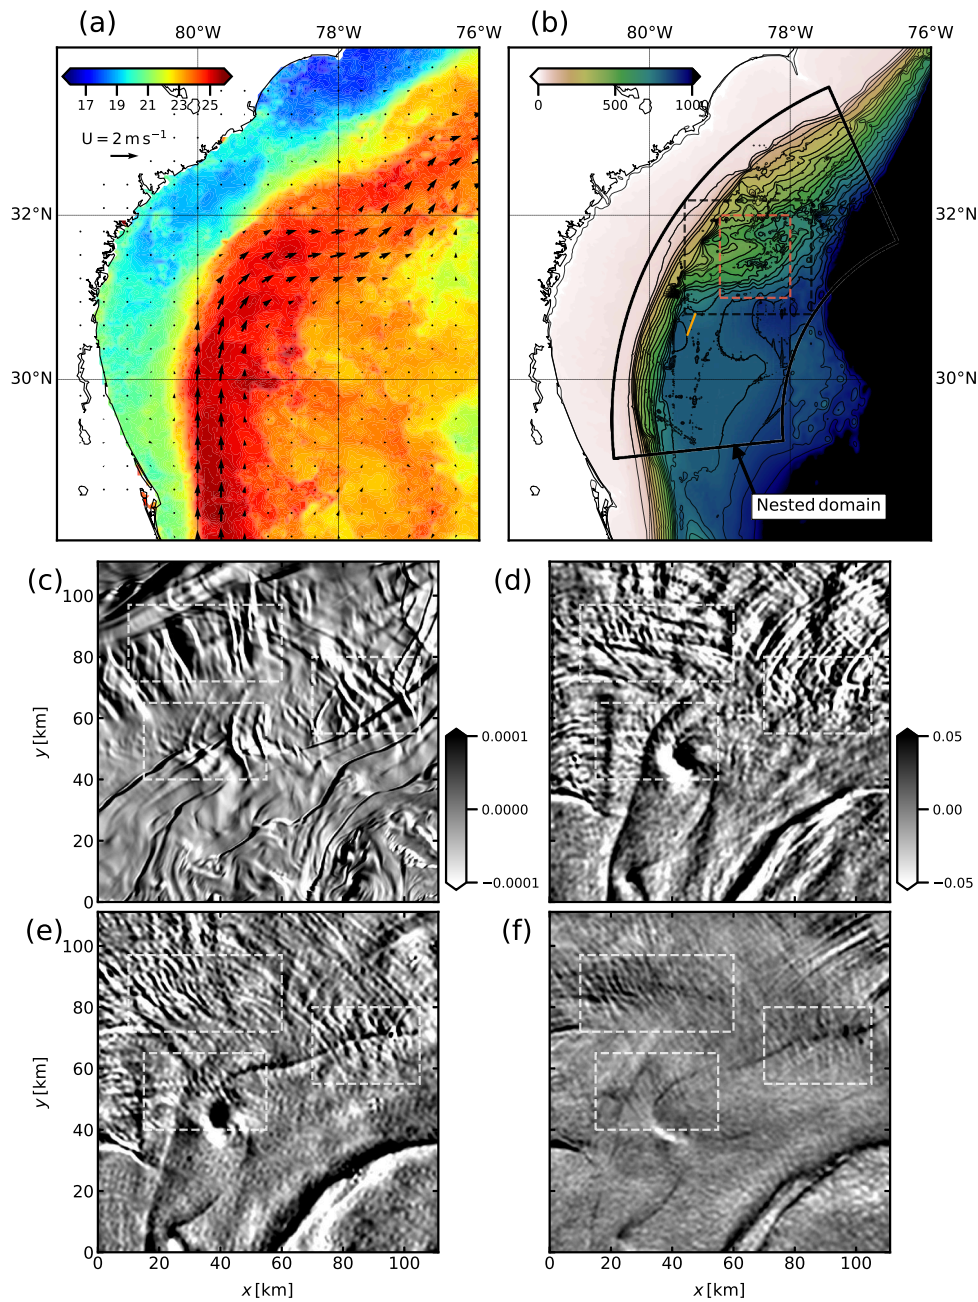 (a)
80°W
78°W
76°W
17
19
21
23
25
U = 2 m s⁻¹
32°N
30°N
(b)
80°W
78°W
76°W
0
500
1000
32°N
30°N
Nested domain
(c)
100
80
60
40
20
0
y [km]
0.0001
0.0000
−0.0001
(d)
0.05
0.00
−0.05
(e)
100
80
60
40
20
0
y [km]
0
20
40
60
80
100
x [km]
(f)
0
20
40
60
80
100
x [km]